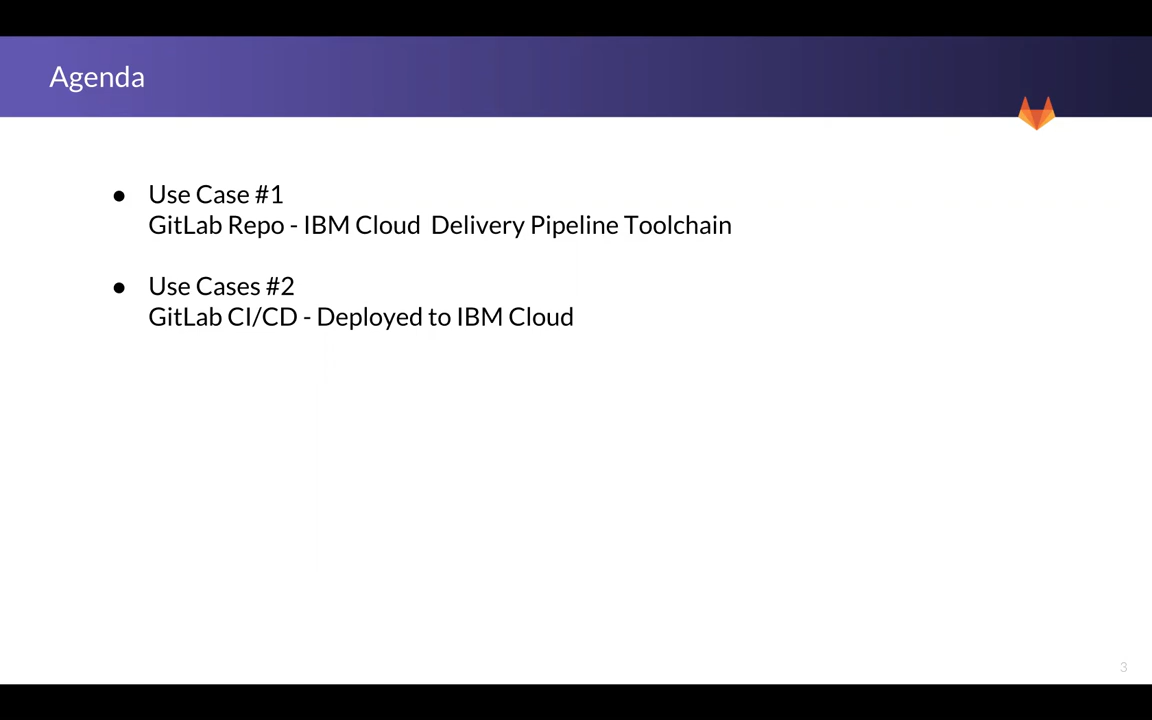 Agenda
● Use Case #1
GitLab Repo - IBM Cloud  Delivery Pipeline Toolchain
● Use Cases #2
GitLab CI/CD - Deployed to IBM Cloud
3